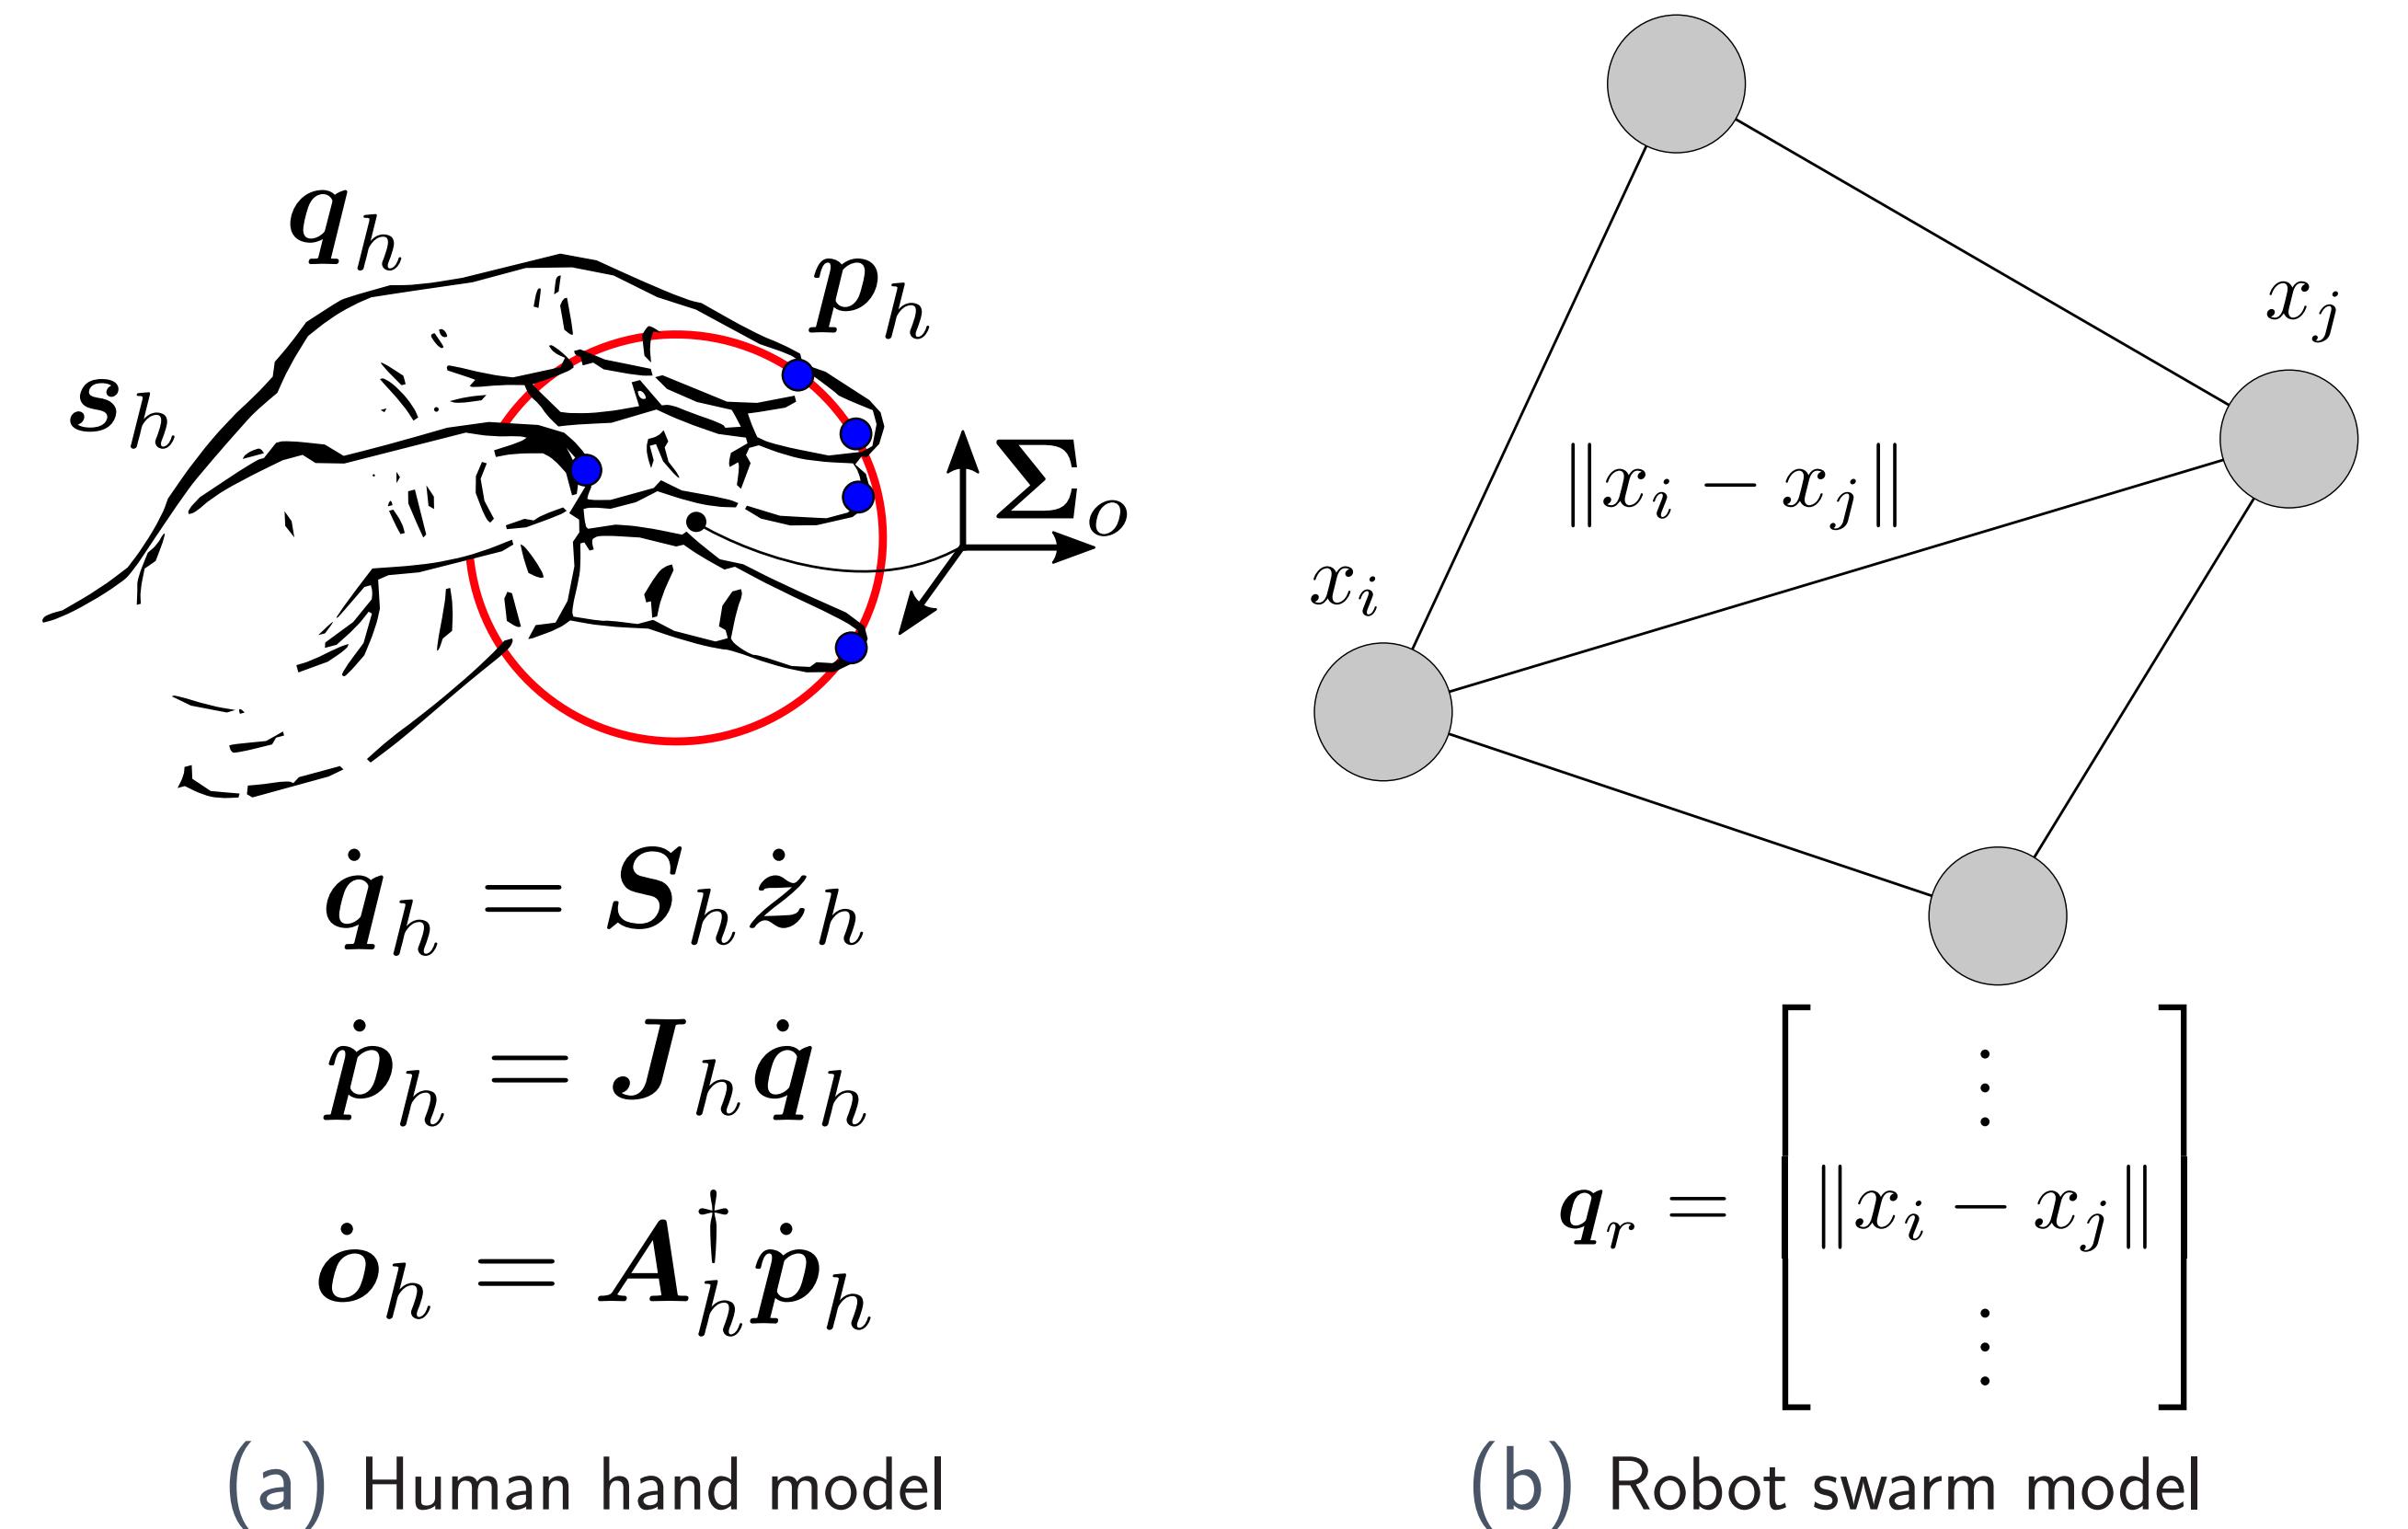 q_h
p_h
s_h
Σ_o
q̇_h = S_h ż_h
ṗ_h = J_h q̇_h
ȯ_h = A_h^† ṗ_h
(a) Human hand model
x_j
‖x_i − x_j‖
x_i
q_r = [ ⋮ ‖x_i − x_j‖ ⋮ ]
(b) Robot swarm model